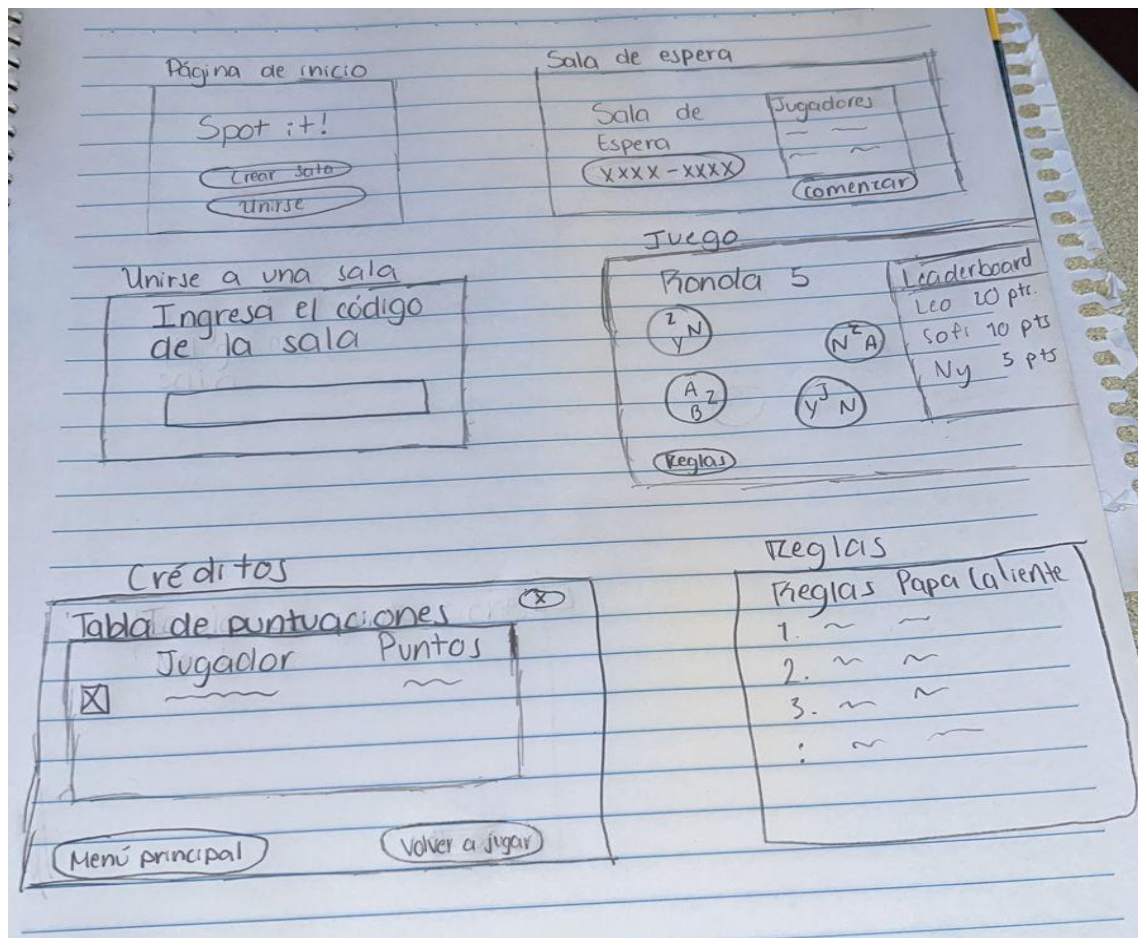 Página de inicio
Spot it!
Crear sala
Unirse
Sala de espera
Sala de
Espera
XXXX-XXXX
Jugadores
Comenzar
Unirse a una sala
Ingresa el código
de la sala
Juego
Ronda 5
Z
Y N
N Z A
A Z
B
Y J N
Reglas
Leaderboard
Leo 20 pts.
Sofi 10 pts
Ny 5 pts
Créditos
Tabla de puntuaciones
X
Jugador Puntos
Menú principal
Volver a jugar
Reglas
Reglas Papa Caliente
1.
2.
3.
: